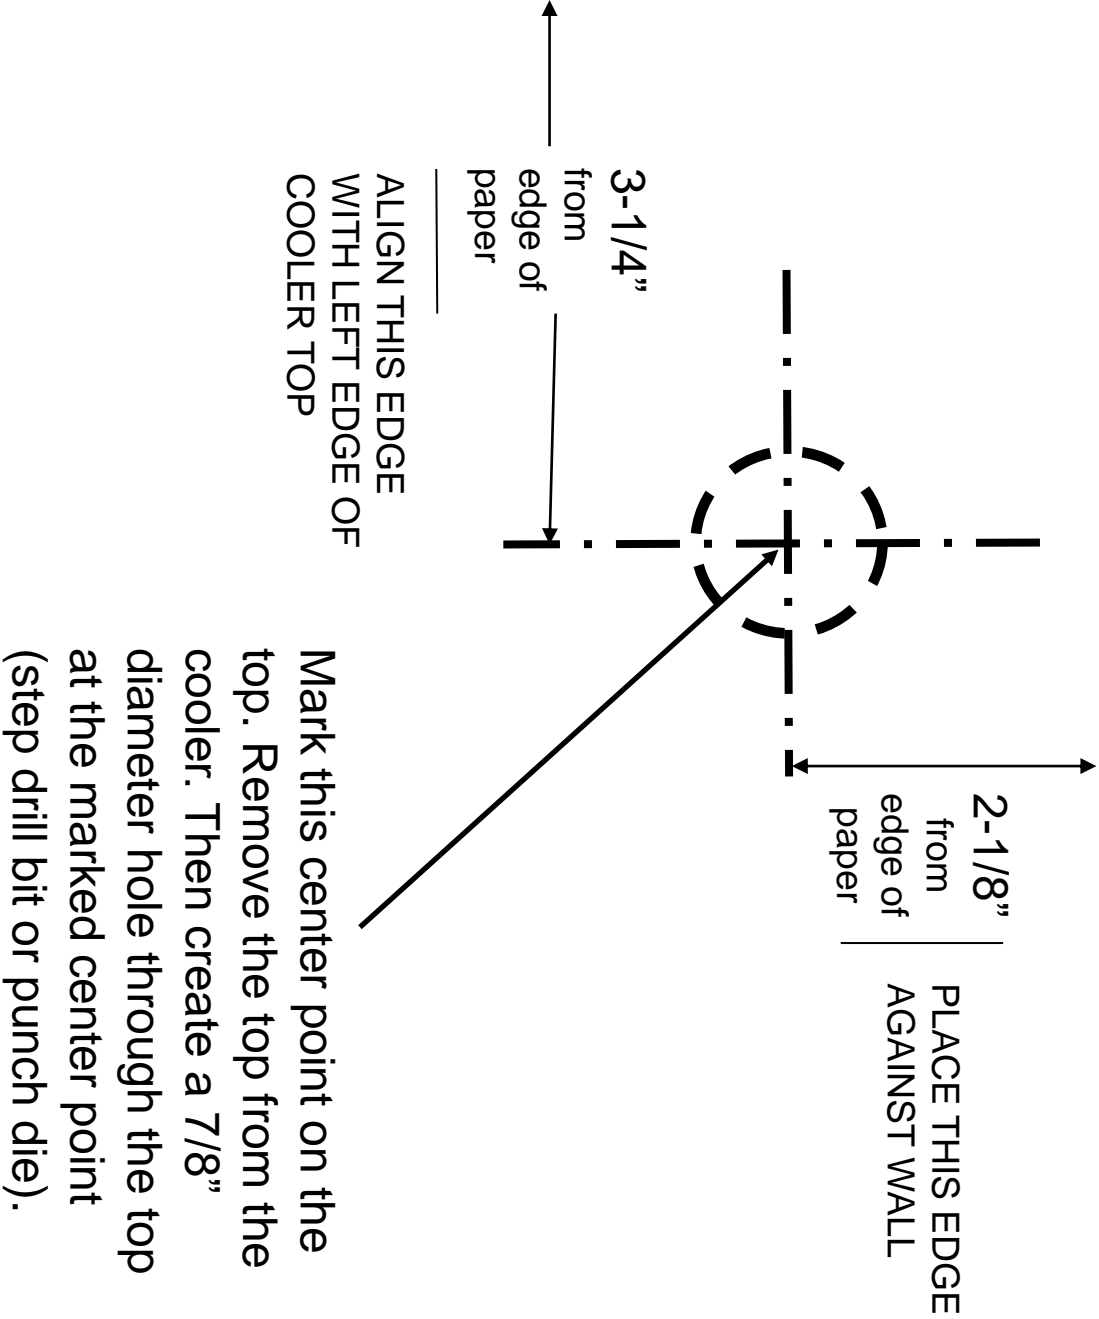 3-1/4”
from
edge of
paper
ALIGN THIS EDGE
WITH LEFT EDGE OF
COOLER TOP
2-1/8”
from
edge of
paper
PLACE THIS EDGE
AGAINST WALL
Mark this center point on the
top. Remove the top from the
cooler. Then create a 7/8”
diameter hole through the top
at the marked center point
(step drill bit or punch die).